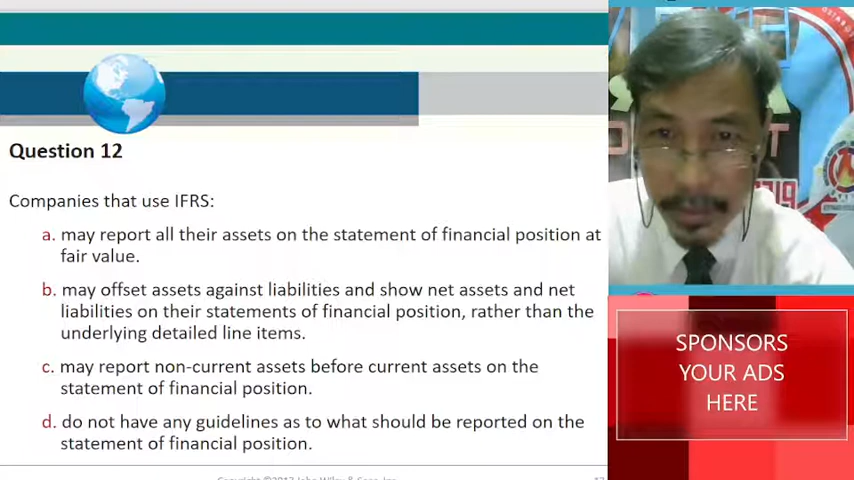 Question 12
Companies that use IFRS:
a. may report all their assets on the statement of financial position at
fair value.
b. may offset assets against liabilities and show net assets and net
liabilities on their statements of financial position, rather than the
underlying detailed line items.
c. may report non-current assets before current assets on the
statement of financial position.
d. do not have any guidelines as to what should be reported on the
statement of financial position.
SPONSORS
YOUR ADS
HERE